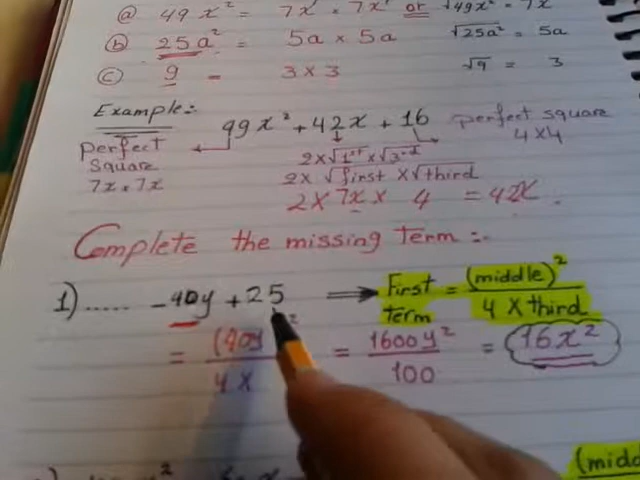 ⓐ 49x² = 7x × 7x or √49x² = 7x
ⓑ 25a² = 5a × 5a √25a² = 5a
ⓒ 9 = 3×3 √9 = 3
Example:-
99x² + 42x + 16 perfect square
4×4
perfect
square
7x × 7x
2×√1ˢᵗ×√3ʳᵈ
2× √first ×√third
2× 7x × 4 = 42x.
Complete the missing Term:-
1)...... -40y +25 ⟹ First term = (middle)² / 4 × third
= (40y)² / 4× = 1600y² / 100 = 16x²